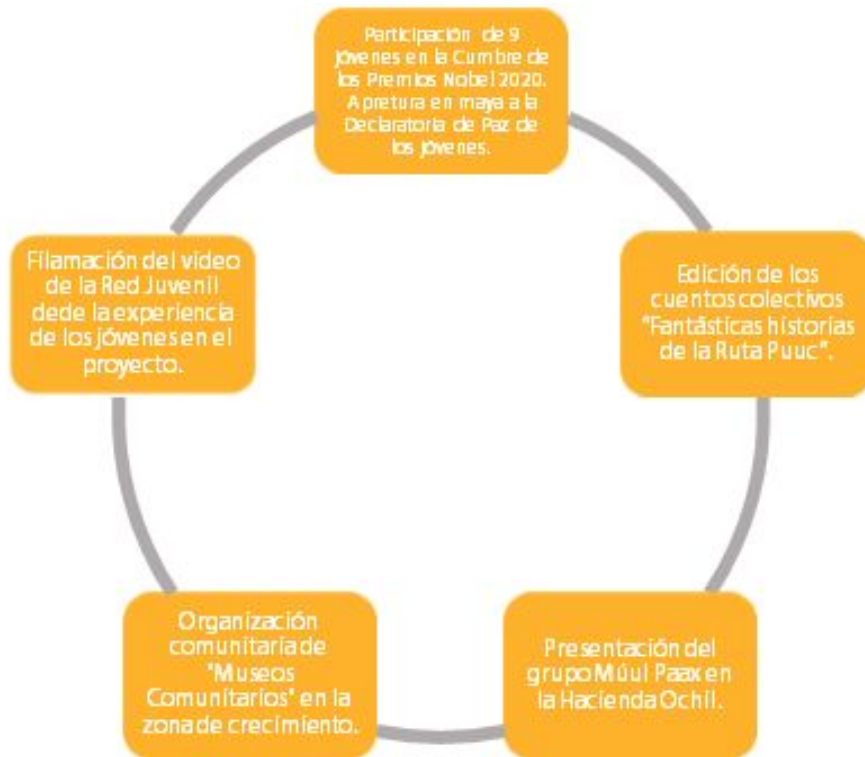 Participación de 9
jóvenes en la Cumbre de
los Premios Nobel 2020.
Apretura en maya a la
Declaratoria de Paz de
los jóvenes.
Edición de los
cuentos colectivos
"Fantásticas historias
de la Ruta Puuc".
Presentación del
grupo Múul Paax en
la Hacienda Ochil.
Organización
comunitaria de
"Museos
Comunitarios" en la
zona de crecimiento.
Filamación del video
de la Red Juvenil
dede la experiencia
de los jóvenes en el
proyecto.